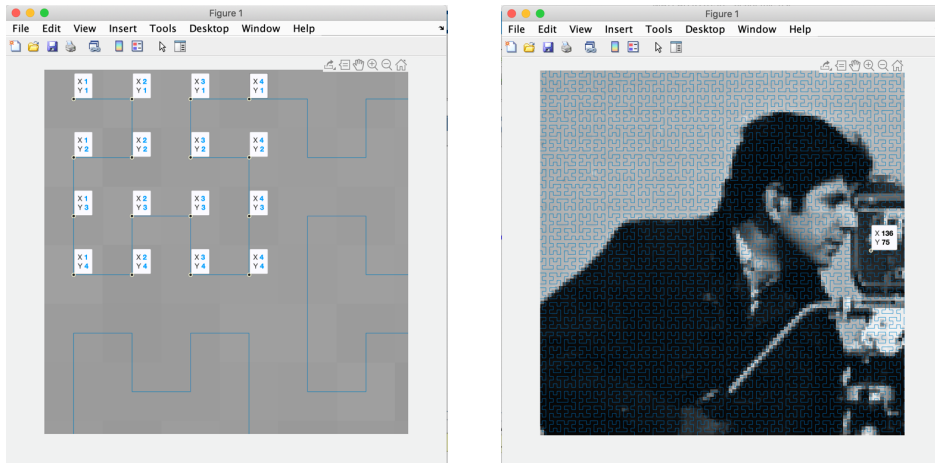 Figure 1
File Edit View Insert Tools Desktop Window Help
X 1
Y 1
X 2
Y 1
X 3
Y 1
X 4
Y 1
X 1
Y 2
X 2
Y 2
X 3
Y 2
X 4
Y 2
X 1
Y 3
X 2
Y 3
X 3
Y 3
X 4
Y 3
X 1
Y 4
X 2
Y 4
X 3
Y 4
X 4
Y 4
Figure 1
File Edit View Insert Tools Desktop Window Help
X 136
Y 75